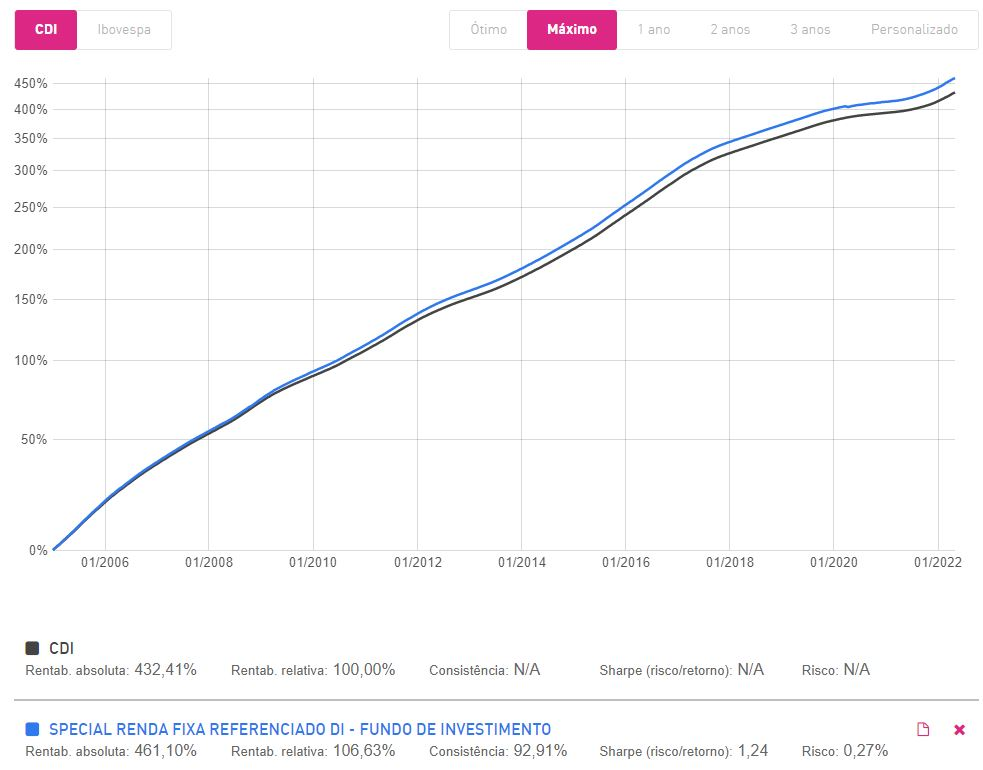 CDI Ibovespa Ótimo Máximo 1 ano 2 anos 3 anos Personalizado
450%
400%
350%
300%
250%
200%
150%
100%
50%
0%
01/2006 01/2008 01/2010 01/2012 01/2014 01/2016 01/2018 01/2020 01/2022
CDI
Rentab. absoluta: 432,41% Rentab. relativa: 100,00% Consistência: N/A Sharpe (risco/retorno): N/A Risco: N/A
SPECIAL RENDA FIXA REFERENCIADO DI - FUNDO DE INVESTIMENTO
Rentab. absoluta: 461,10% Rentab. relativa: 106,63% Consistência: 92,91% Sharpe (risco/retorno): 1,24 Risco: 0,27%